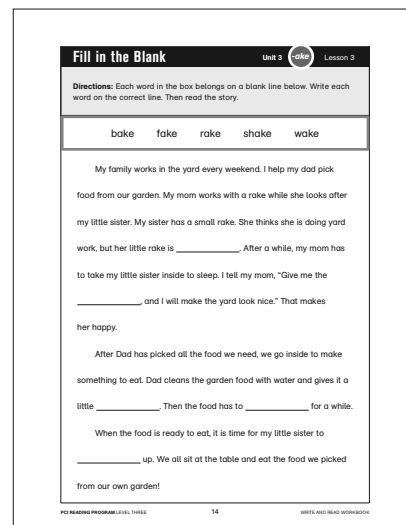 Fill in the Blank Unit 3 -ake Lesson 3
Directions: Each word in the box belongs on a blank line below. Write each
word on the correct line. Then read the story.
bake fake rake shake wake
My family works in the yard every weekend. I help my dad pick
food from our garden. My mom works with a rake while she looks after
my little sister. My sister has a small rake. She thinks she is doing yard
work, but her little rake is ____________. After a while, my mom has
to take my little sister inside to sleep. I tell my mom, “Give me the
____________, and I will make the yard look nice.” That makes
her happy.
After Dad has picked all the food we need, we go inside to make
something to eat. Dad cleans the garden food with water and gives it a
little ____________. Then the food has to ____________ for a while.
When the food is ready to eat, it is time for my little sister to
____________ up. We all sit at the table and eat the food we picked
from our own garden!
PCI READING PROGRAM LEVEL THREE 14 WRITE AND READ WORKBOOK